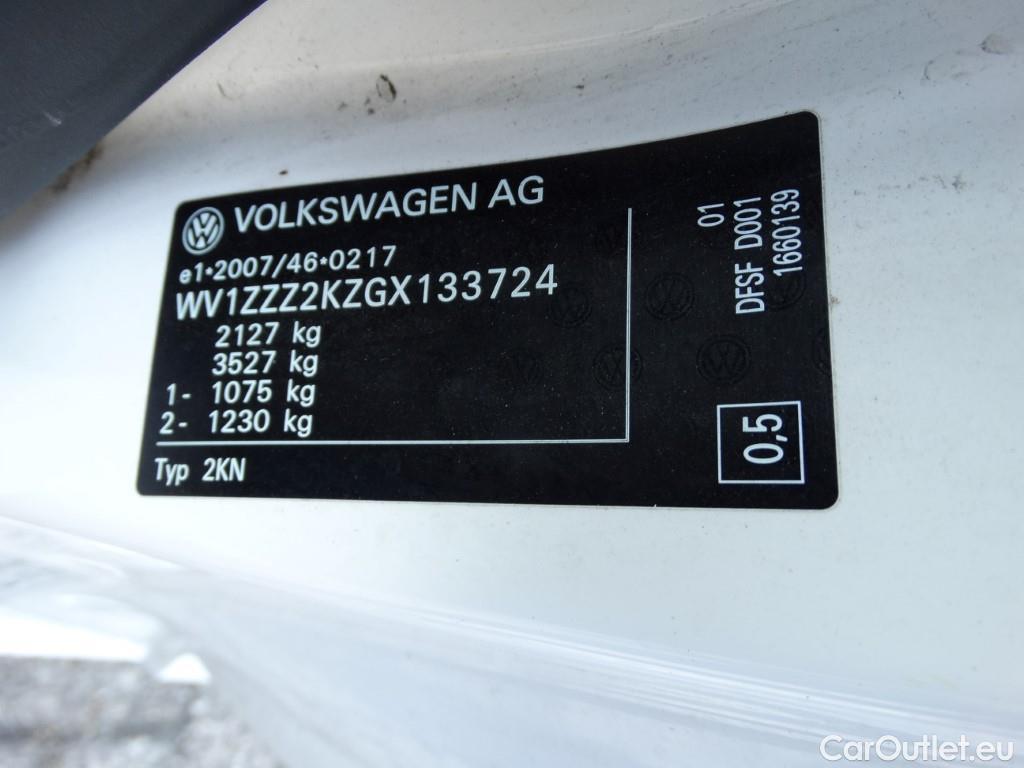 VOLKSWAGEN AG
e1*2007/46*0217
WV1ZZZ2KZGX133724
2127 kg
3527 kg
1- 1075 kg
2- 1230 kg
Typ 2KN
01
DFSF D001
1660139
0,5
CarOutlet.eu